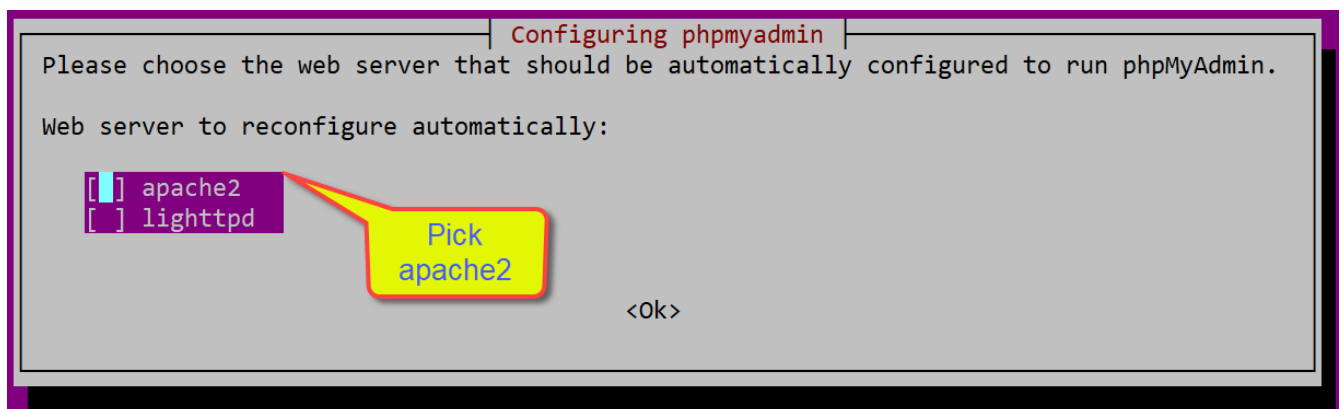 Configuring phpmyadmin
Please choose the web server that should be automatically configured to run phpMyAdmin.
Web server to reconfigure automatically:
[ ] apache2
[ ] lighttpd
Pick
apache2
<Ok>